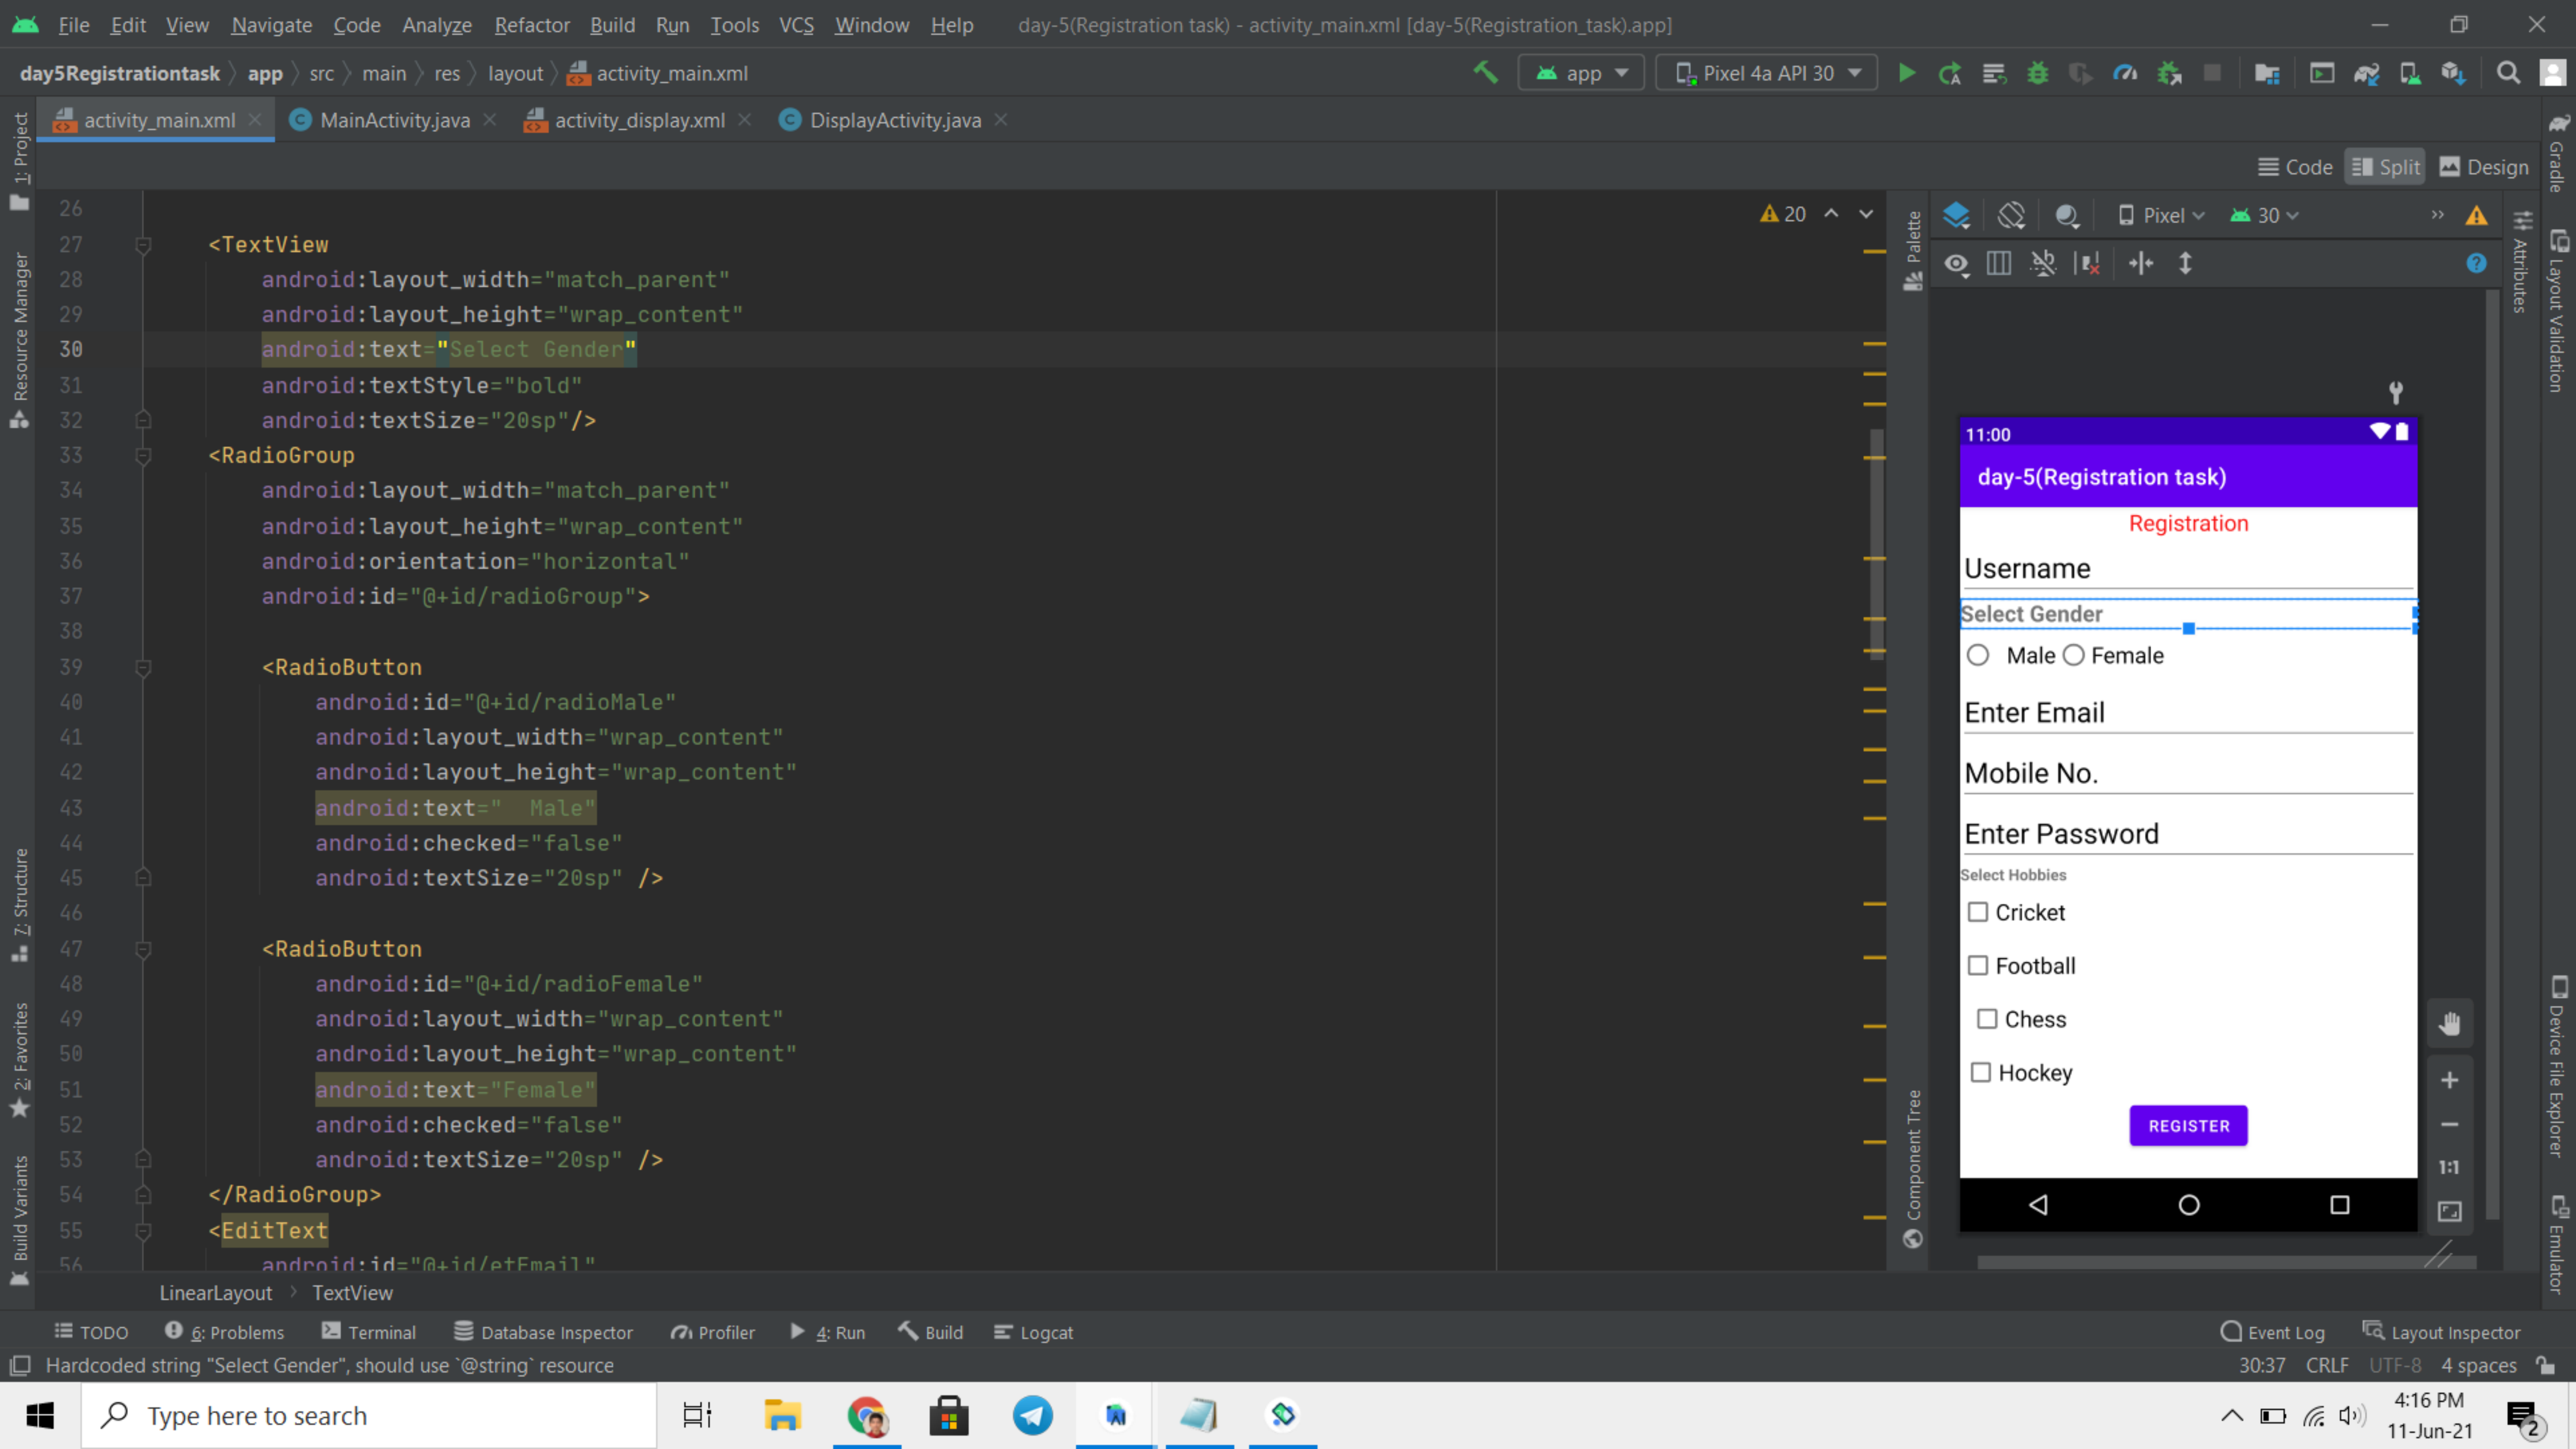 File Edit View Navigate Code Analyze Refactor Build Run Tools VCS Window Help day-5(Registration task) - activity_main.xml [day-5(Registration_task).app]
day5Registrationtask app src main res layout activity_main.xml app Pixel 4a API 30
activity_main.xml MainActivity.java activity_display.xml DisplayActivity.java
Code Split Design
1: Project
Resource Manager
7: Structure
2: Favorites
Build Variants
20
26
27 <TextView
28 android:layout_width="match_parent"
29 android:layout_height="wrap_content"
30 android:text="Select Gender"
31 android:textStyle="bold"
32 android:textSize="20sp"/>
33 <RadioGroup
34 android:layout_width="match_parent"
35 android:layout_height="wrap_content"
36 android:orientation="horizontal"
37 android:id="@+id/radioGroup">
38
39 <RadioButton
40 android:id="@+id/radioMale"
41 android:layout_width="wrap_content"
42 android:layout_height="wrap_content"
43 android:text="  Male"
44 android:checked="false"
45 android:textSize="20sp" />
46
47 <RadioButton
48 android:id="@+id/radioFemale"
49 android:layout_width="wrap_content"
50 android:layout_height="wrap_content"
51 android:text="Female"
52 android:checked="false"
53 android:textSize="20sp" />
54 </RadioGroup>
55 <EditText
56 android:id="@+id/etEmail"
LinearLayout TextView
Palette
Component Tree
Pixel 30
11:00
day-5(Registration task)
Registration
Username
Select Gender
Male Female
Enter Email
Mobile No.
Enter Password
Select Hobbies
Cricket
Football
Chess
Hockey
REGISTER
1:1
Attributes
Gradle
Layout Validation
Device File Explorer
Emulator
TODO 6: Problems Terminal Database Inspector Profiler 4: Run Build Logcat Event Log Layout Inspector
Hardcoded string "Select Gender", should use `@string` resource 30:37 CRLF UTF-8 4 spaces
Type here to search
4:16 PM
11-Jun-21
2